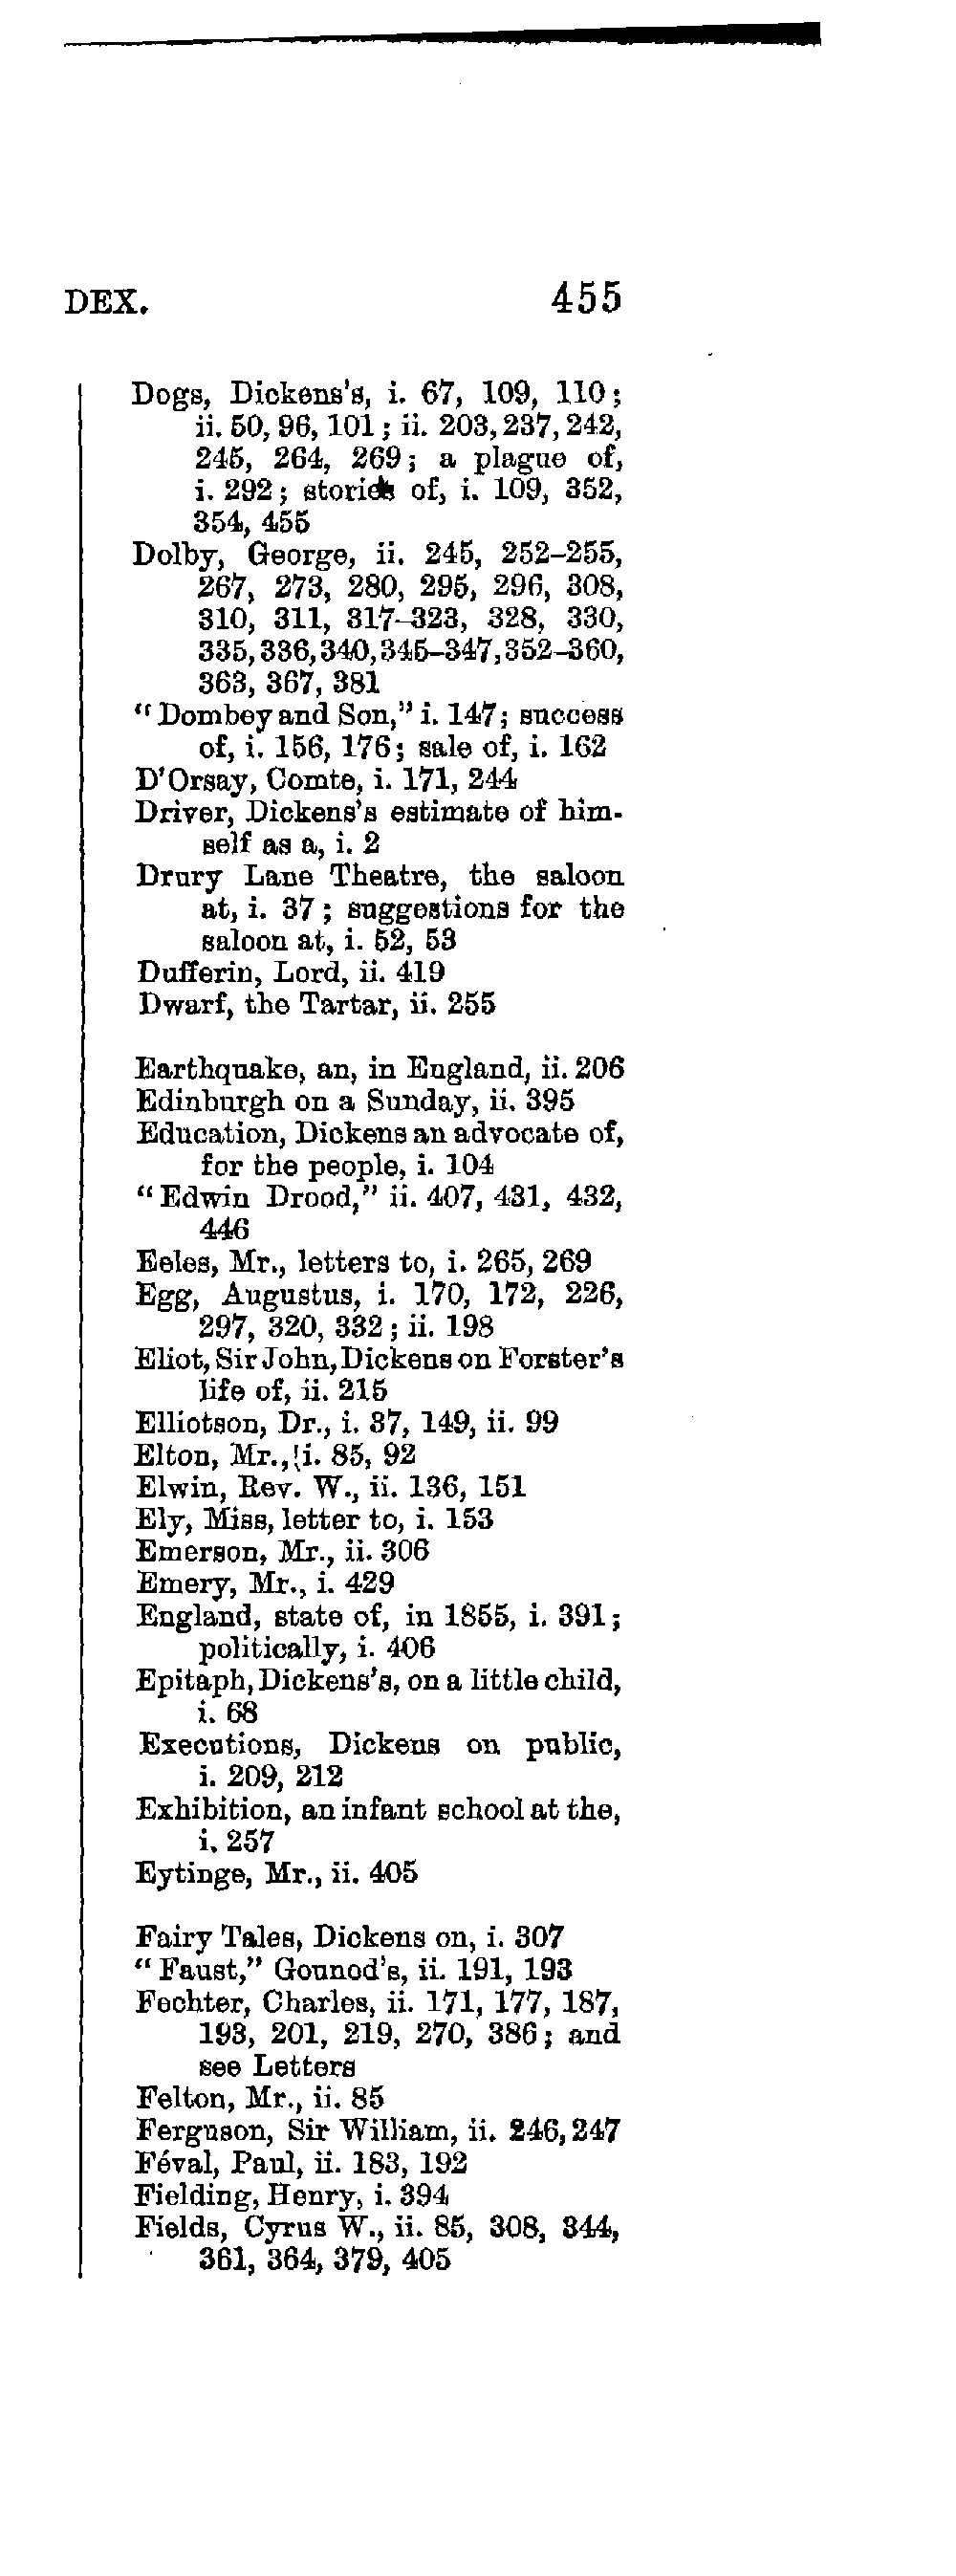 DEX. 455
Dogs, Dickens's, i. 67, 109, 110;
ii. 50, 96, 101; ii. 203, 237, 242,
245, 264, 269; a plague of,
i. 292; stories of, i. 109, 352,
354, 455
Dolby, George, ii. 245, 252–255,
267, 273, 280, 295, 296, 308,
310, 311, 317–323, 328, 330,
335, 336, 340, 345–347, 352–360,
363, 367, 381
“Dombey and Son,” i. 147; success
of, i. 156, 176; sale of, i. 162
D'Orsay, Comte, i. 171, 244
Driver, Dickens's estimate of him-
self as a, i. 2
Drury Lane Theatre, the saloon
at, i. 37; suggestions for the
saloon at, i. 52, 53
Dufferin, Lord, ii. 419
Dwarf, the Tartar, ii. 255
Earthquake, an, in England, ii. 206
Edinburgh on a Sunday, ii. 395
Education, Dickens an advocate of,
for the people, i. 104
“Edwin Drood,” ii. 407, 431, 432,
446
Eeles, Mr., letters to, i. 265, 269
Egg, Augustus, i. 170, 172, 226,
297, 320, 332; ii. 198
Eliot, Sir John, Dickens on Forster's
life of, ii. 215
Elliotson, Dr., i. 37, 149, ii. 99
Elton, Mr., i. 85, 92
Elwin, Rev. W., ii. 136, 151
Ely, Miss, letter to, i. 153
Emerson, Mr., ii. 306
Emery, Mr., i. 429
England, state of, in 1855, i. 391;
politically, i. 406
Epitaph, Dickens's, on a little child,
i. 68
Executions, Dickens on public,
i. 209, 212
Exhibition, an infant school at the,
i. 257
Eytinge, Mr., ii. 405
Fairy Tales, Dickens on, i. 307
“Faust,” Gounod's, ii. 191, 193
Fechter, Charles, ii. 171, 177, 187,
193, 201, 219, 270, 386; and
see Letters
Felton, Mr., ii. 85
Ferguson, Sir William, ii. 246, 247
Féval, Paul, ii. 183, 192
Fielding, Henry, i. 394
Fields, Cyrus W., ii. 85, 308, 344,
361, 364, 379, 405